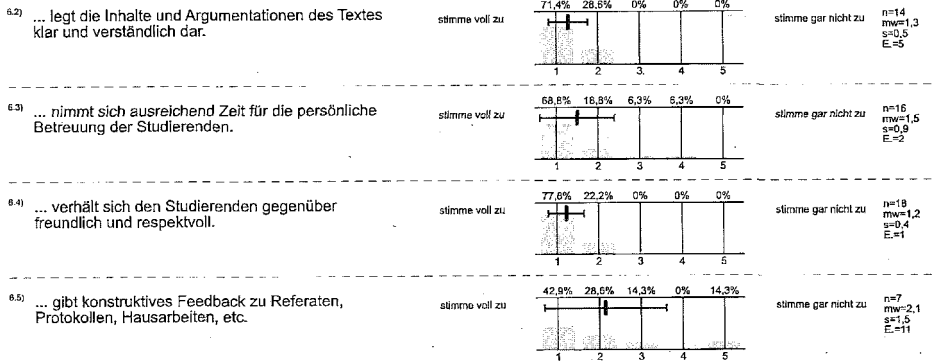 6.2) ... legt die Inhalte und Argumentationen des Textes
klar und verständlich dar.
stimme voll zu
71,4% 28,6% 0% 0% 0%
1 2 3 4 5
stimme gar nicht zu
n=14
mw=1,3
s=0,5
E.=5
6.3) ... nimmt sich ausreichend Zeit für die persönliche
Betreuung der Studierenden.
stimme voll zu
68,8% 18,8% 6,3% 6,3% 0%
1 2 3 4 5
stimme gar nicht zu
n=16
mw=1,5
s=0,9
E.=2
6.4) ... verhält sich den Studierenden gegenüber
freundlich und respektvoll.
stimme voll zu
77,8% 22,2% 0% 0% 0%
1 2 3 4 5
stimme gar nicht zu
n=18
mw=1,2
s=0,4
E.=1
6.5) ... gibt konstruktives Feedback zu Referaten,
Protokollen, Hausarbeiten, etc.
stimme voll zu
42,9% 28,6% 14,3% 0% 14,3%
1 2 3 4 5
stimme gar nicht zu
n=7
mw=2,1
s=1,5
E.=11